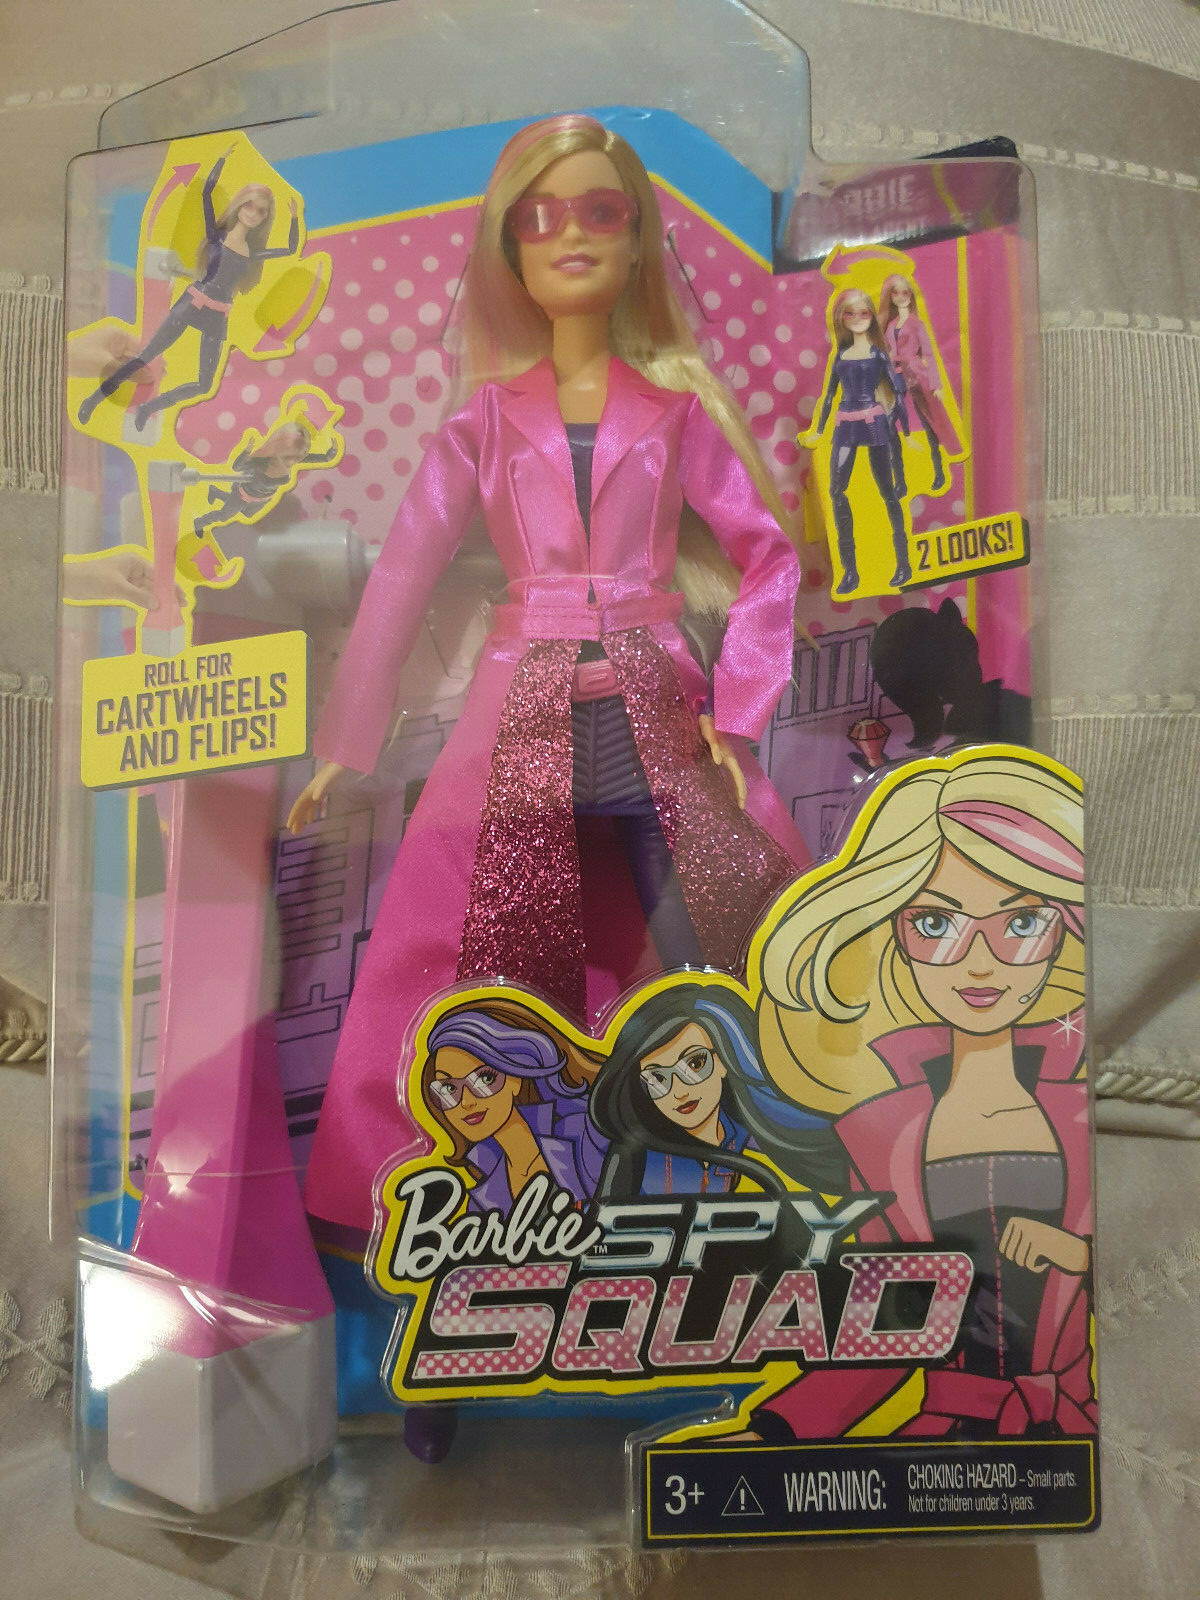 2 LOOKS!
ROLL FOR
CARTWHEELS
AND FLIPS!
Barbie™ SPY
SQUAD
3+ WARNING: CHOKING HAZARD – Small parts.
Not for children under 3 years.